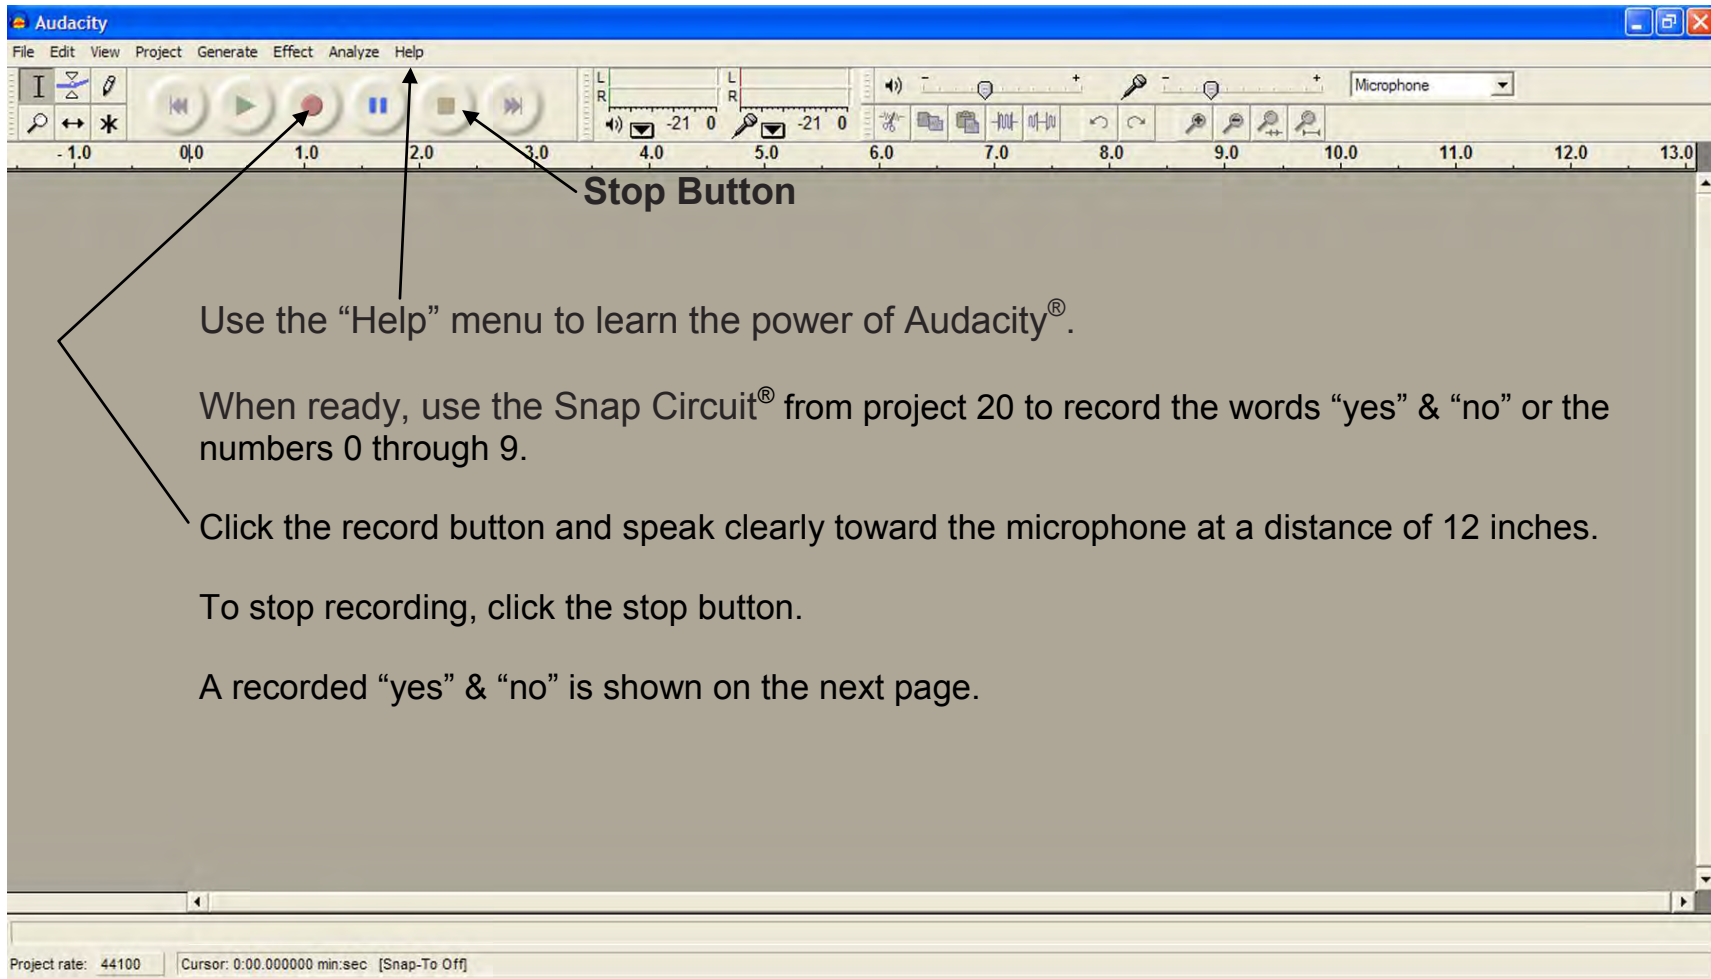 Audacity
File Edit View Project Generate Effect Analyze Help
L
R
L
R
- +
- +
Microphone
-21 0
-21 0
- 1.0 0.0 1.0 2.0 3.0 4.0 5.0 6.0 7.0 8.0 9.0 10.0 11.0 12.0 13.0
Stop Button
Use the “Help” menu to learn the power of Audacity®.
When ready, use the Snap Circuit® from project 20 to record the words “yes” & “no” or the
numbers 0 through 9.
Click the record button and speak clearly toward the microphone at a distance of 12 inches.
To stop recording, click the stop button.
A recorded “yes” & “no” is shown on the next page.
Project rate: 44100 Cursor: 0:00.000000 min:sec [Snap-To Off]